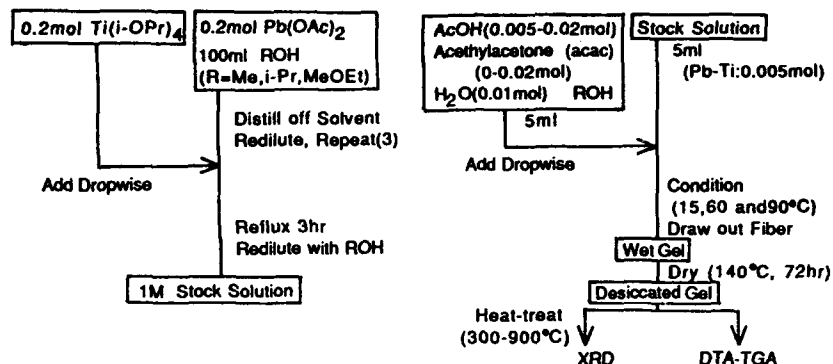 0.2mol Ti(i-OPr)4
0.2mol Pb(OAc)2
100ml ROH
(R=Me,i-Pr,MeOEt)
Distill off Solvent
Redilute, Repeat(3)
Add Dropwise
Reflux 3hr
Redilute with ROH
1M Stock Solution
AcOH(0.005-0.02mol)
Acethylacetone (acac)
(0-0.02mol)
H2O(0.01mol) ROH
5ml
Stock Solution
5ml
(Pb-Ti:0.005mol)
Add Dropwise
Condition
(15,60 and90°C)
Draw out Fiber
Wet Gel
Dry (140°C, 72hr)
Desiccated Gel
Heat-treat
(300-900°C)
XRD
DTA-TGA